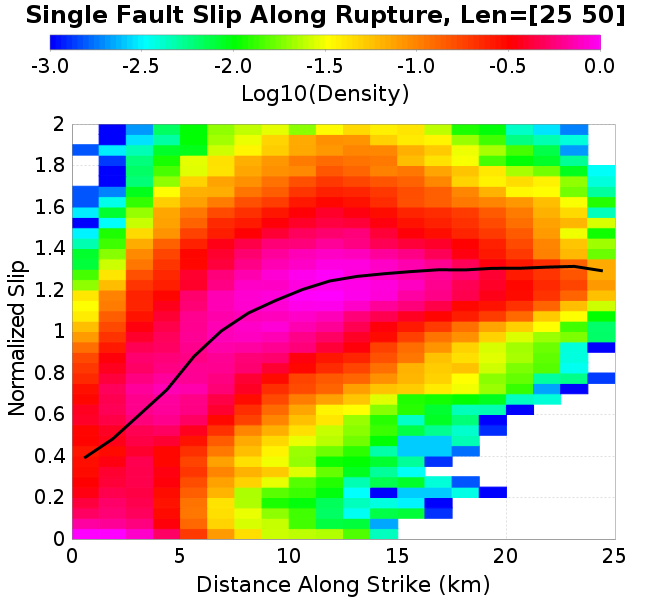 Single Fault Slip Along Rupture, Len=[25 50]
-3.0 -2.5 -2.0 -1.5 -1.0 -0.5 0.0
Log10(Density)
2
1.8
1.6
1.4
1.2
1
0.8
0.6
0.4
0.2
0
Normalized Slip
0 5 10 15 20 25
Distance Along Strike (km)